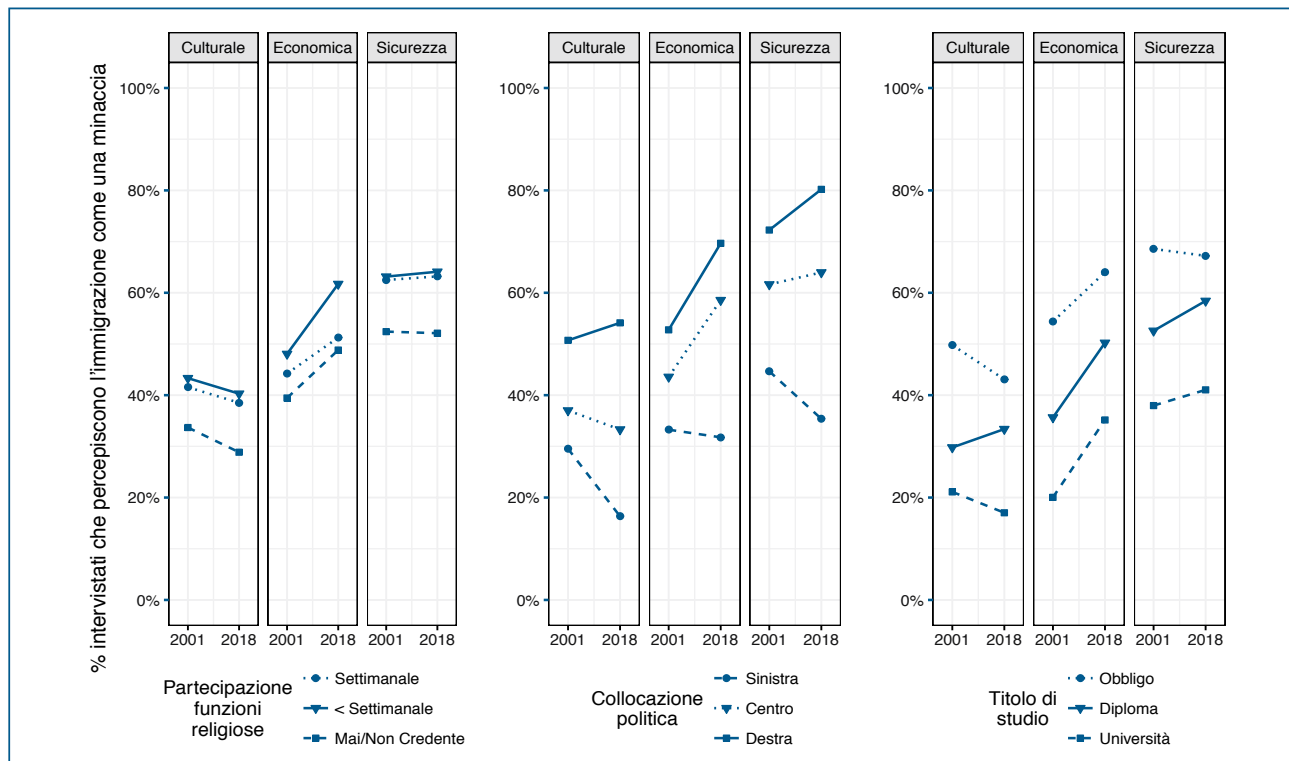 % intervistati che percepiscono l'immigrazione come una minaccia
Culturale Economica Sicurezza
100%
80%
60%
40%
20%
0%
2001 2018 2001 2018 2001 2018
Partecipazione
funzioni
religiose
Settimanale
< Settimanale
Mai/Non Credente
Culturale Economica Sicurezza
100%
80%
60%
40%
20%
0%
2001 2018 2001 2018 2001 2018
Collocazione
politica
Sinistra
Centro
Destra
Culturale Economica Sicurezza
100%
80%
60%
40%
20%
0%
2001 2018 2001 2018 2001 2018
Titolo di
studio
Obbligo
Diploma
Università